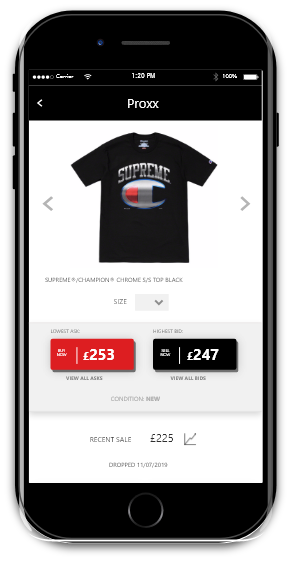 Carrier 1:20 PM 100%
Proxx
SUPREME
SUPREME®/CHAMPION® CHROME S/S TOP BLACK
SIZE
LOWEST ASK: HIGHEST BID:
BUY NOW £253 SELL NOW £247
VIEW ALL ASKS VIEW ALL BIDS
CONDITION: NEW
RECENT SALE £225
DROPPED 11/07/2019